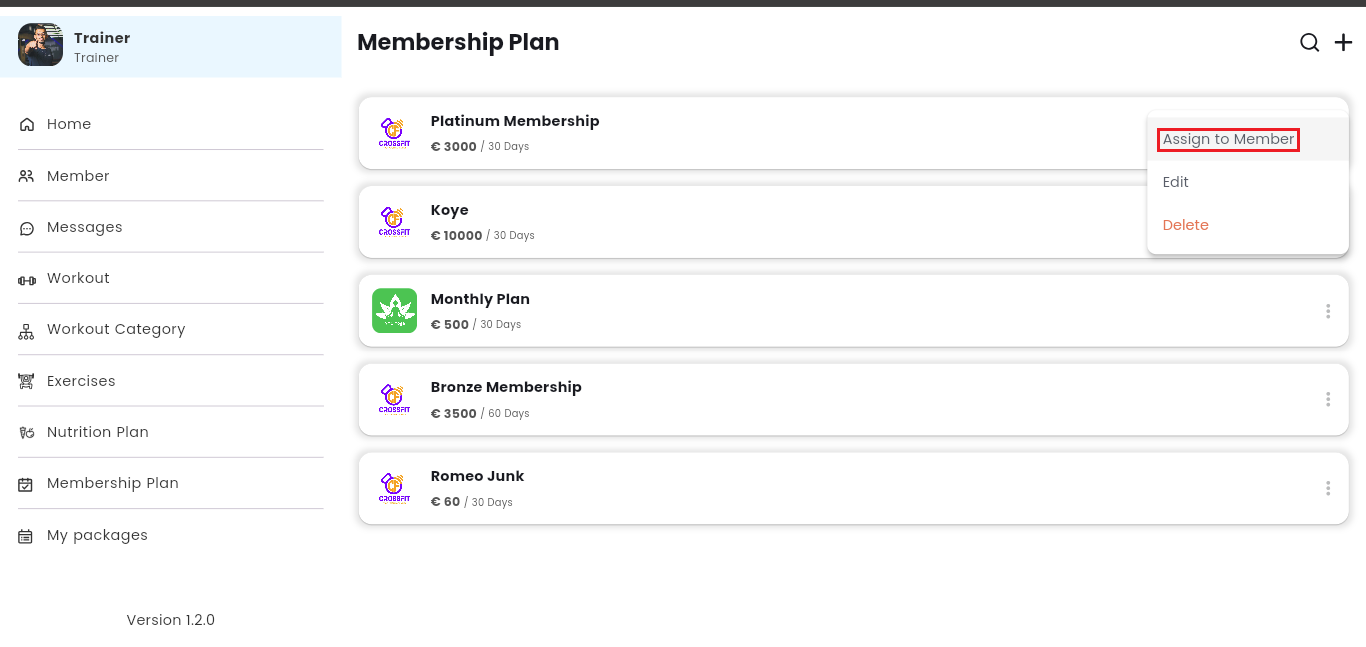 Trainer
Trainer
Home
Member
Messages
Workout
Workout Category
Exercises
Nutrition Plan
Membership Plan
My packages
Version 1.2.0
Membership Plan
CROSSFIT
Platinum Membership
€ 3000 / 30 Days
Assign to Member
Edit
Delete
CROSSFIT
Koye
€ 10000 / 30 Days
Monthly Plan
€ 500 / 30 Days
CROSSFIT
Bronze Membership
€ 3500 / 60 Days
CROSSFIT
Romeo Junk
€ 60 / 30 Days